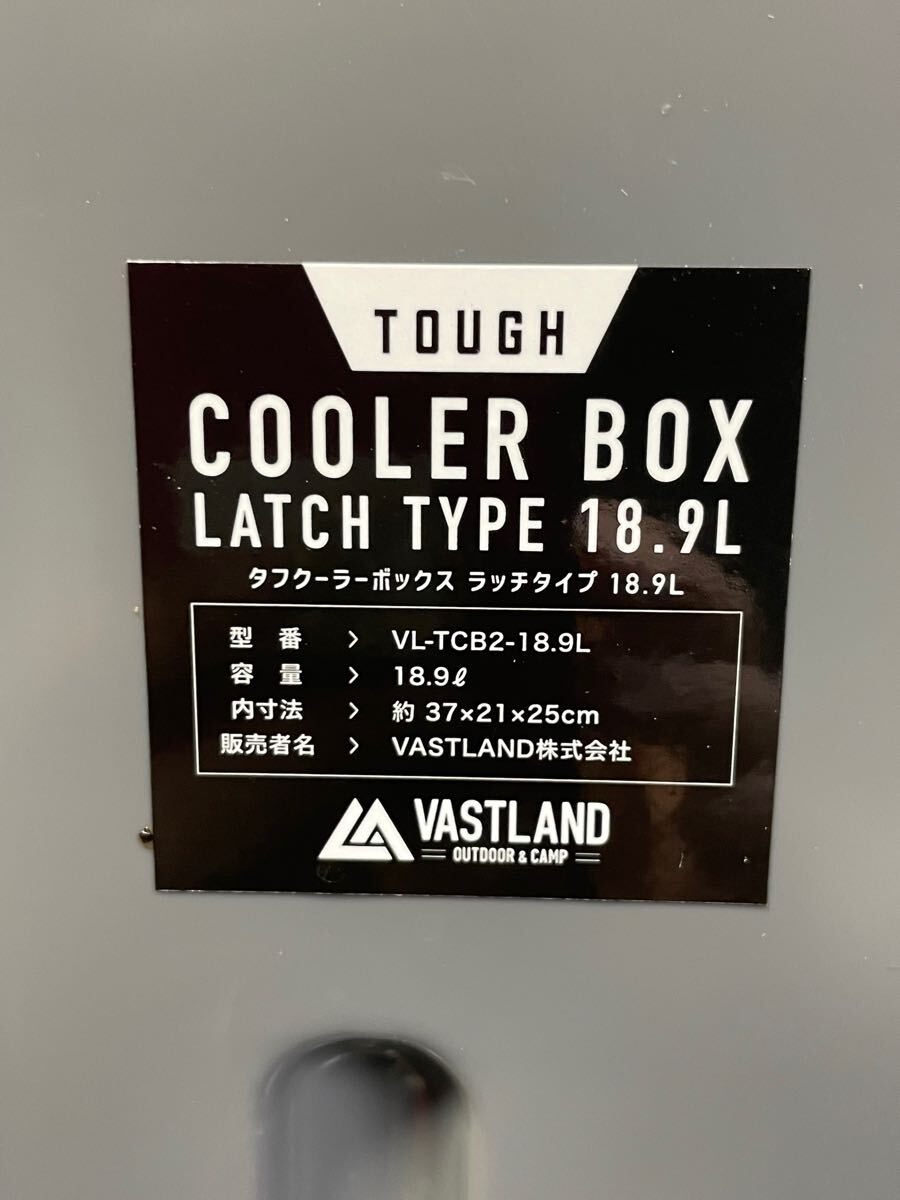 TOUGH
COOLER BOX
LATCH TYPE 18.9L
タフクーラーボックス ラッチタイプ 18.9L
型番 > VL-TCB2-18.9L
容量 > 18.9ℓ
内寸法 > 約 37×21×25cm
販売者名 > VASTLAND株式会社
VASTLAND
OUTDOOR & CAMP